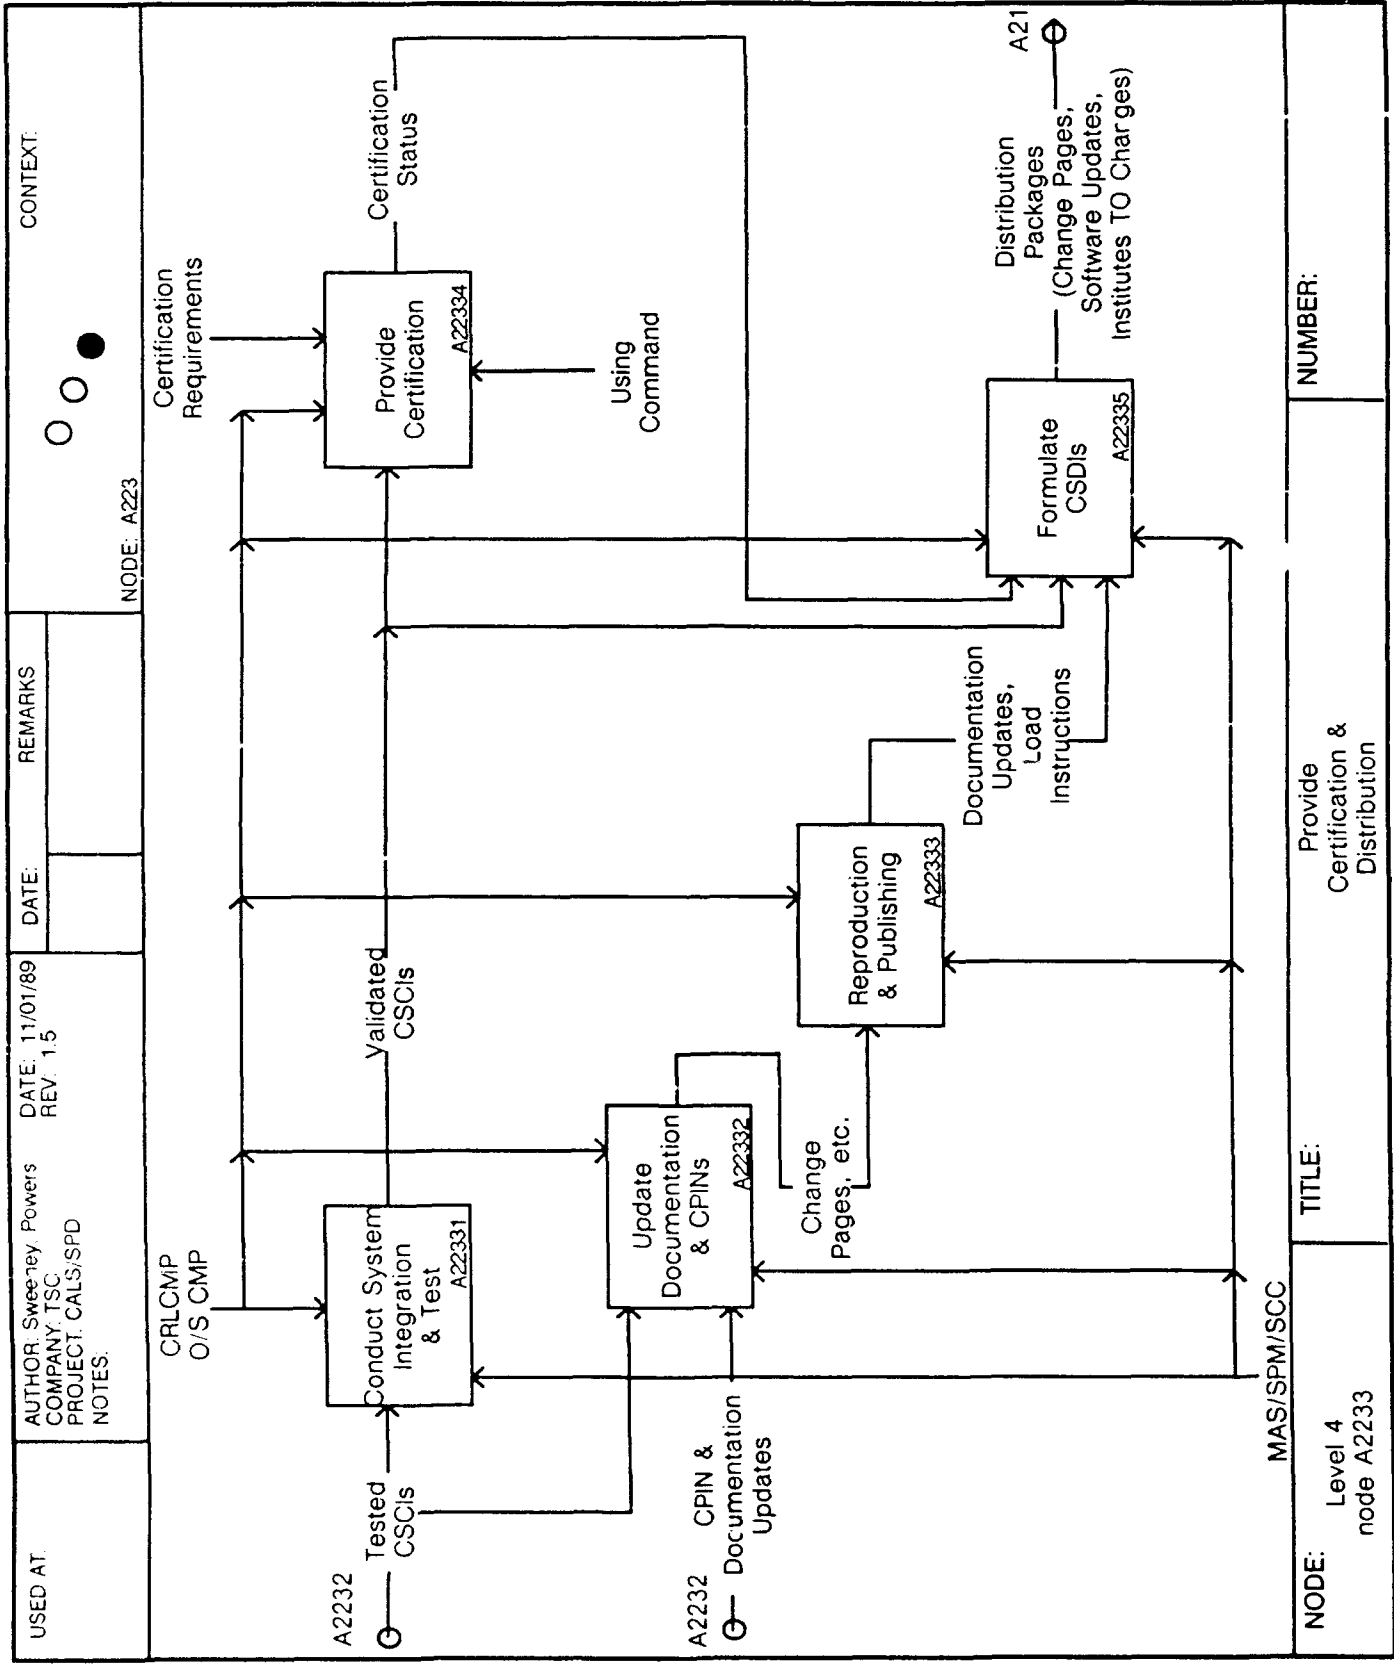 USED AT:
AUTHOR: Sweeney, Powers
DATE: 11/01/89
COMPANY: TSC
REV: 1.5
PROJECT: CALS/SPD
NOTES:
DATE:
REMARKS
CONTEXT:
NODE: A223
CRLCMP
O/S CMP
Certification
Requirements
A2232
Tested
CSCIs
Conduct System
Integration
& Test
A22331
Validated
CSCIs
Provide
Certification
A22334
Certification
Status
Using
Command
A2232
CPIN &
Documentation
Updates
Update
Documentation
& CPINs
A22332
Change
Pages, etc.
Reproduction
& Publishing
A22333
Documentation
Updates,
Load
Instructions
Formulate
CSDIs
A22335
Distribution
Packages
(Change Pages,
Software Updates,
Institutes TO Charges)
A21
MAS/SPM/SCC
NODE:
Level 4
node A2233
TITLE:
Provide
Certification &
Distribution
NUMBER: